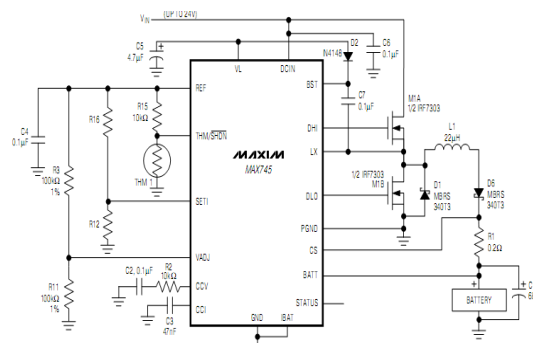 VIN (UP TO 24V)
C5
4.7µF
D2
IN4148
C6
0.1µF
VL
DCIN
REF
BST
C7
0.1µF
M1A
1/2 IRF7303
C4
0.1µF
R16
R15
10kΩ
THM/SHDN
THM 1
MAXIM
MAX745
DHI
LX
L1
22µH
1/2 IRF7303
M1B
R3
100kΩ
1%
SETI
DLO
D1
MBRS
340T3
D6
MBRS
340T3
R12
PGND
CS
R1
0.2Ω
VADJ
BATT
R11
100kΩ
1%
C2, 0.1µF
R2
10kΩ
CCV
CCI
C3
47nF
STATUS
BATTERY
GND
IBAT